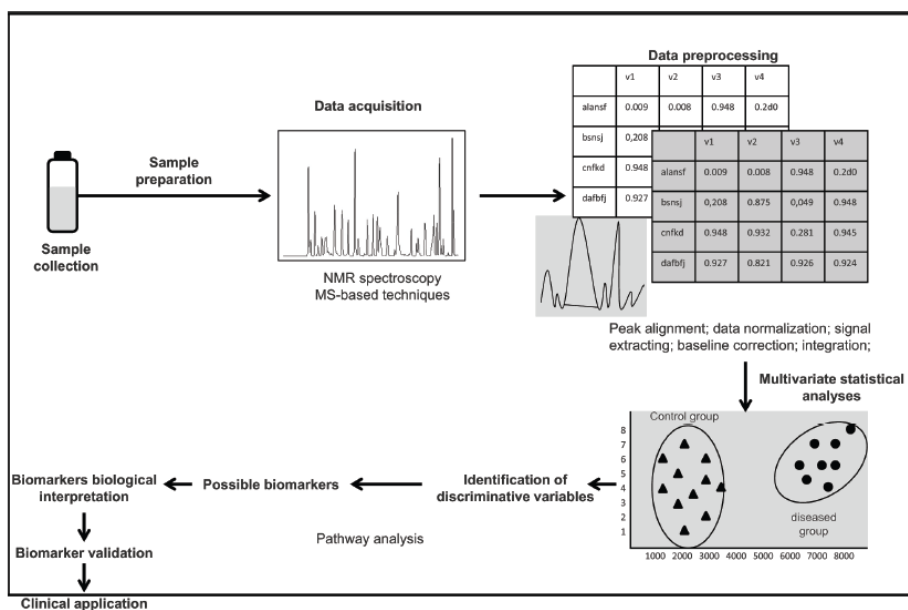 Data preprocessing
v1 v2 v3 v4
alansf 0.009 0.008 0.948 0.2d0
bsnsj 0,208
cnfkd 0.948
dafbfj 0.927
v1 v2 v3 v4
alansf 0.009 0.008 0.948 0.2d0
bsnsj 0,208 0.875 0,049 0.948
cnfkd 0.948 0.932 0.281 0.945
dafbfj 0.927 0.821 0.926 0.924
Data acquisition
Sample
preparation
Sample
collection
NMR spectroscopy
MS-based techniques
Peak alignment; data normalization; signal
extracting; baseline correction; integration;
Multivariate statistical
analyses
Control group
8
7
6
5
4
3
2
1
diseased
group
1000 2000 3000 4000 5000 6000 7000 8000
Identification of
discriminative variables
Possible biomarkers
Biomarkers biological
interpretation
Pathway analysis
Biomarker validation
Clinical application